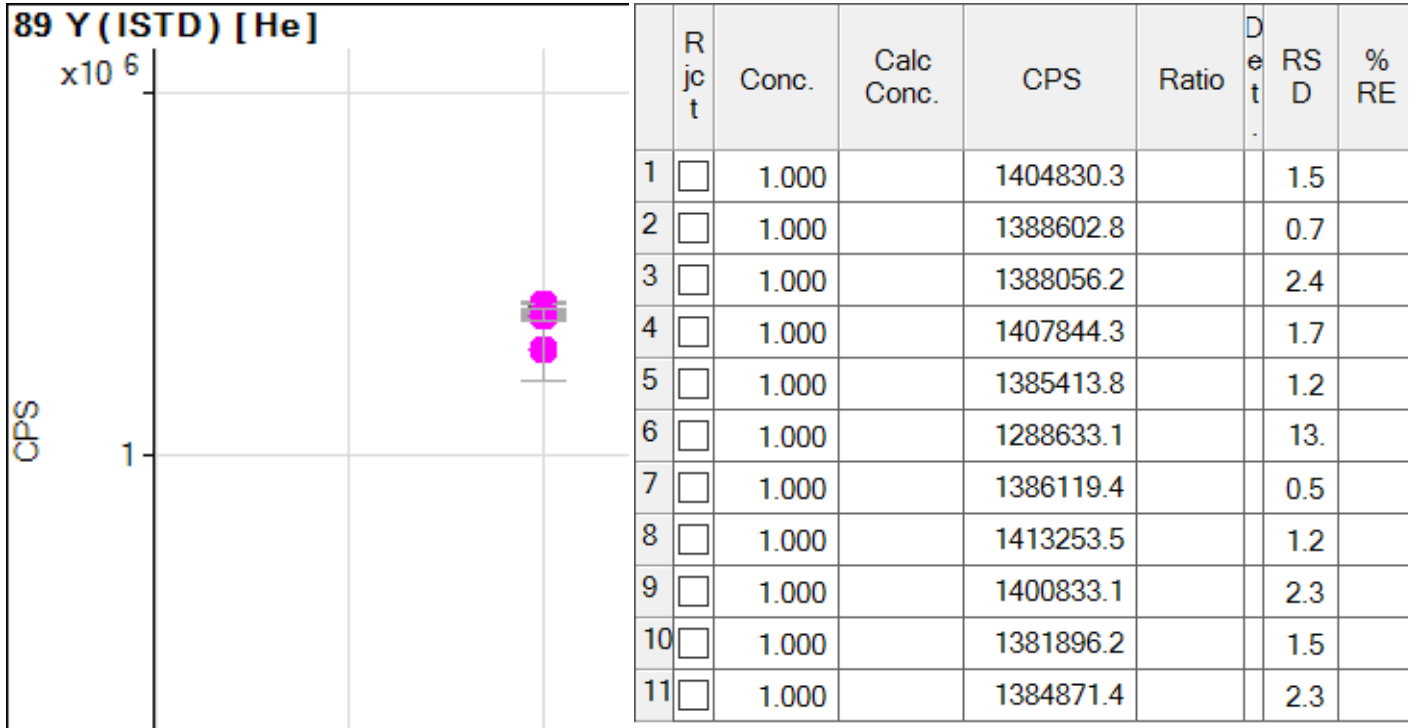 89 Y ( ISTD ) [ He ]
x10 6
CPS
1
Rjct Conc. Calc Conc. CPS Ratio Det. RSD % RE
1 1.000 1404830.3 1.5
2 1.000 1388602.8 0.7
3 1.000 1388056.2 2.4
4 1.000 1407844.3 1.7
5 1.000 1385413.8 1.2
6 1.000 1288633.1 13.
7 1.000 1386119.4 0.5
8 1.000 1413253.5 1.2
9 1.000 1400833.1 2.3
10 1.000 1381896.2 1.5
11 1.000 1384871.4 2.3